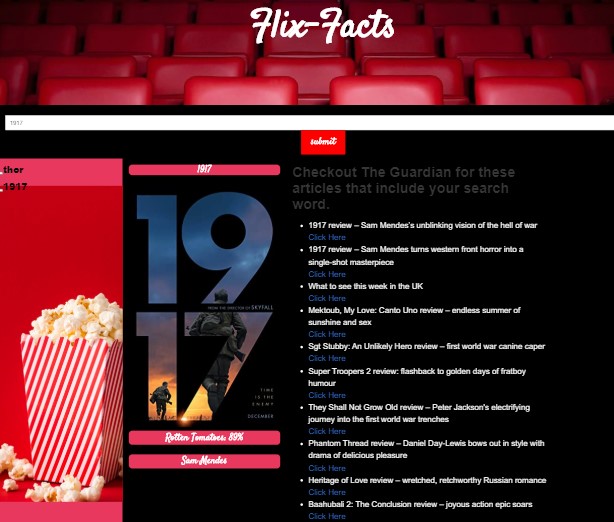 Flix-Facts
1917
submit
thor
1917
1917
19
FROM THE DIRECTOR OF SKYFALL
17
TIME
IS THE
ENEMY
DECEMBER
Rotten Tomatoes: 89%
Sam Mendes
Checkout The Guardian for these
articles that include your search
word.
1917 review – Sam Mendes's unblinking vision of the hell of war
Click Here
1917 review – Sam Mendes turns western front horror into a
single-shot masterpiece
Click Here
What to see this week in the UK
Click Here
Mektoub, My Love: Canto Uno review – endless summer of
sunshine and sex
Click Here
Sgt Stubby: An Unlikely Hero review – first world war canine caper
Click Here
Super Troopers 2 review: flashback to golden days of fratboy
humour
Click Here
They Shall Not Grow Old review – Peter Jackson's electrifying
journey into the first world war trenches
Click Here
Phantom Thread review – Daniel Day-Lewis bows out in style with
drama of delicious pleasure
Click Here
Heritage of Love review – wretched, retchworthy Russian romance
Click Here
Baahubali 2: The Conclusion review – joyous action epic soars
Click Here